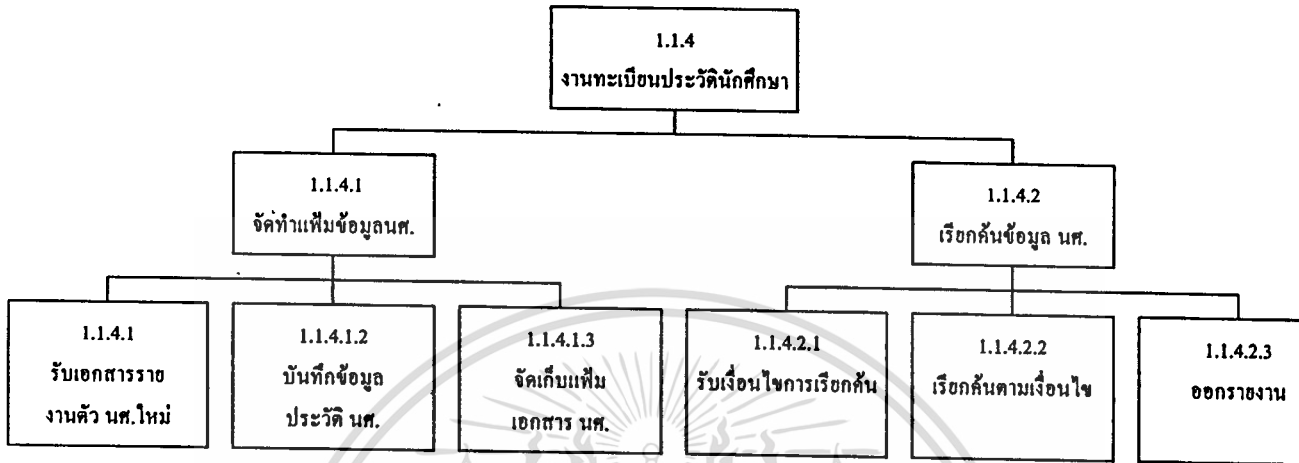 1.1.4
งานทะเบียนประวัตินักศึกษา
1.1.4.1
จัดทำแฟ้มข้อมูลนศ.
1.1.4.2
เรียกค้นข้อมูล นศ.
1.1.4.1
รับเอกสารราย
งานตัว นศ.ใหม่
1.1.4.1.2
บันทึกข้อมูล
ประวัติ นศ.
1.1.4.1.3
จัดเก็บแฟ้ม
เอกสาร นศ.
1.1.4.2.1
รับเงื่อนไขการเรียกค้น
1.1.4.2.2
เรียกค้นตามเงื่อนไข
1.1.4.2.3
ออกรายงาน